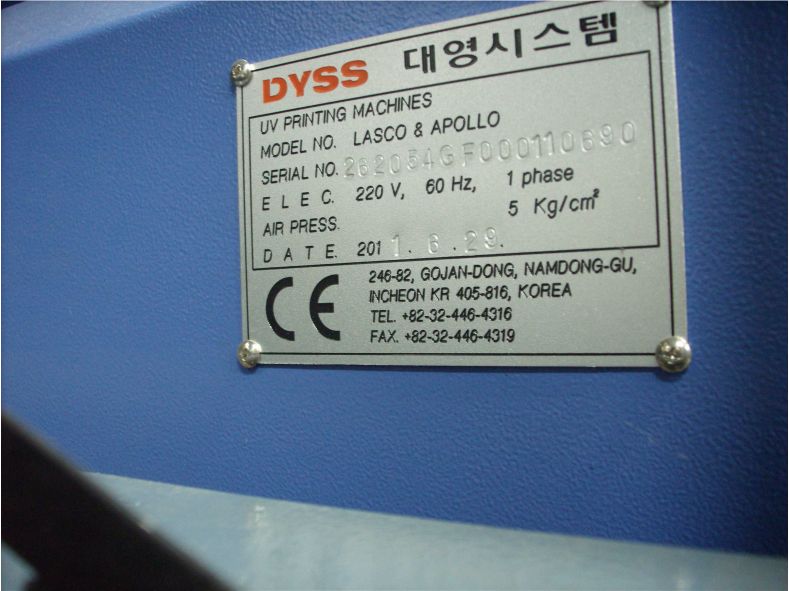 DYSS 대영시스템
UV PRINTING MACHINES
MODEL NO. LASCO & APOLLO
SERIAL NO. 262054GF000110690
E L E C. 220 V, 60 Hz, 1 phase
AIR PRESS. 5 Kg/cm²
D A T E. 2011.6.29.
CE
246-82, GOJAN-DONG, NAMDONG-GU,
INCHEON KR 405-816, KOREA
TEL. +82-32-446-4316
FAX. +82-32-446-4319